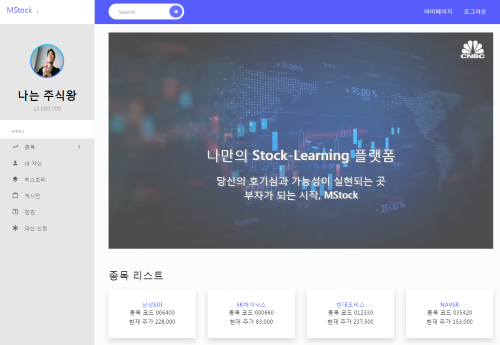 MStock
Search
마이페이지 로그아웃
CNBC
나는 주식왕
10,000,000
MENU
종목
내 자산
히스토리
게시판
랭킹
파산 신청
나만의 Stock-Learning 플랫폼
당신의 호기심과 가능성이 실현되는 곳
부자가 되는 시작, MStock
+ 95.00 %
- 35.00 %
종목 리스트
삼성SDI
종목 코드 006400
현재 주가 228,000
SK하이닉스
종목 코드 000660
현재 주가 83,000
현대모비스
종목 코드 012330
현재 주가 237,500
NAVER
종목 코드 035420
현재 주가 153,000